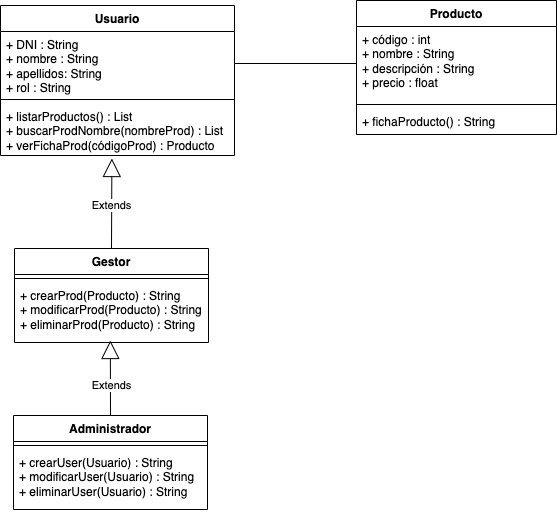 Usuario
+ DNI : String
+ nombre : String
+ apellidos: String
+ rol : String
+ listarProductos() : List
+ buscarProdNombre(nombreProd) : List
+ verFichaProd(códigoProd) : Producto
Producto
+ código : int
+ nombre : String
+ descripción : String
+ precio : float
+ fichaProducto() : String
Extends
Gestor
+ crearProd(Producto) : String
+ modificarProd(Producto) : String
+ eliminarProd(Producto) : String
Extends
Administrador
+ crearUser(Usuario) : String
+ modificarUser(Usuario) : String
+ eliminarUser(Usuario) : String